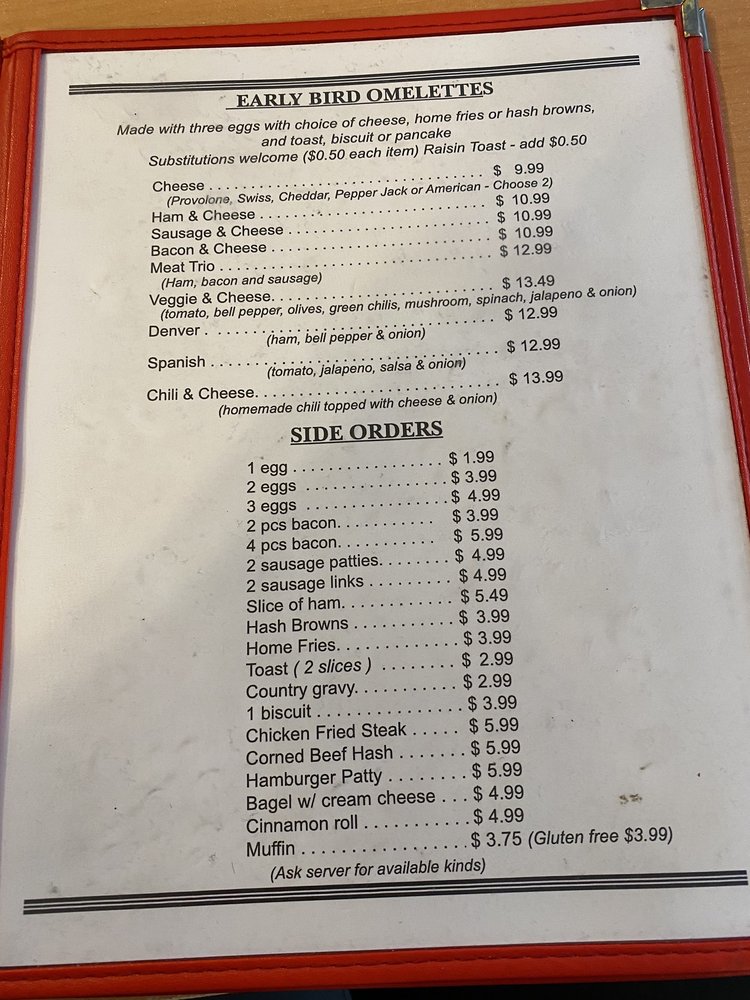 EARLY BIRD OMELETTES
Made with three eggs with choice of cheese, home fries or hash browns,
and toast, biscuit or pancake
Substitutions welcome ($0.50 each item) Raisin Toast - add $0.50
Cheese . . . . . . . . . . . . . . . . . . . . . . . . . . . . . . . $ 9.99
(Provolone, Swiss, Cheddar, Pepper Jack or American - Choose 2)
Ham & Cheese . . . . . . . . . . . . . . . . . . . . . . . . . . $ 10.99
Sausage & Cheese . . . . . . . . . . . . . . . . . . . . . . . $ 10.99
Bacon & Cheese . . . . . . . . . . . . . . . . . . . . . . . . . $ 10.99
Meat Trio . . . . . . . . . . . . . . . . . . . . . . . . . . . . . . $ 12.99
(Ham, bacon and sausage)
Veggie & Cheese. . . . . . . . . . . . . . . . . . . . . . . . . $ 13.49
(tomato, bell pepper, olives, green chilis, mushroom, spinach, jalapeno & onion)
Denver . . . . . . . . . . . . . . . . . . . . . . . . . . . . . . . . $ 12.99
(ham, bell pepper & onion)
Spanish . . . . . . . . . . . . . . . . . . . . . . . . . . . . . . . $ 12.99
(tomato, jalapeno, salsa & onion)
Chili & Cheese. . . . . . . . . . . . . . . . . . . . . . . . . . . $ 13.99
(homemade chili topped with cheese & onion)
SIDE ORDERS
1 egg . . . . . . . . . . . . . . . . . $ 1.99
2 eggs . . . . . . . . . . . . . . . . $ 3.99
3 eggs . . . . . . . . . . . . . . . . $ 4.99
2 pcs bacon. . . . . . . . . . . $ 3.99
4 pcs bacon. . . . . . . . . . . $ 5.99
2 sausage patties. . . . . . . . $ 4.99
2 sausage links . . . . . . . . . $ 4.99
Slice of ham. . . . . . . . . . . . $ 5.49
Hash Browns . . . . . . . . . . . $ 3.99
Home Fries. . . . . . . . . . . . . $ 3.99
Toast ( 2 slices ) . . . . . . . . $ 2.99
Country gravy. . . . . . . . . . . $ 2.99
1 biscuit . . . . . . . . . . . . . . . $ 3.99
Chicken Fried Steak . . . . . $ 5.99
Corned Beef Hash . . . . . . . $ 5.99
Hamburger Patty . . . . . . . . $ 5.99
Bagel w/ cream cheese . . . $ 4.99
Cinnamon roll . . . . . . . . . . . $ 4.99
Muffin . . . . . . . . . . . . . . . . . $ 3.75 (Gluten free $3.99)
(Ask server for available kinds)